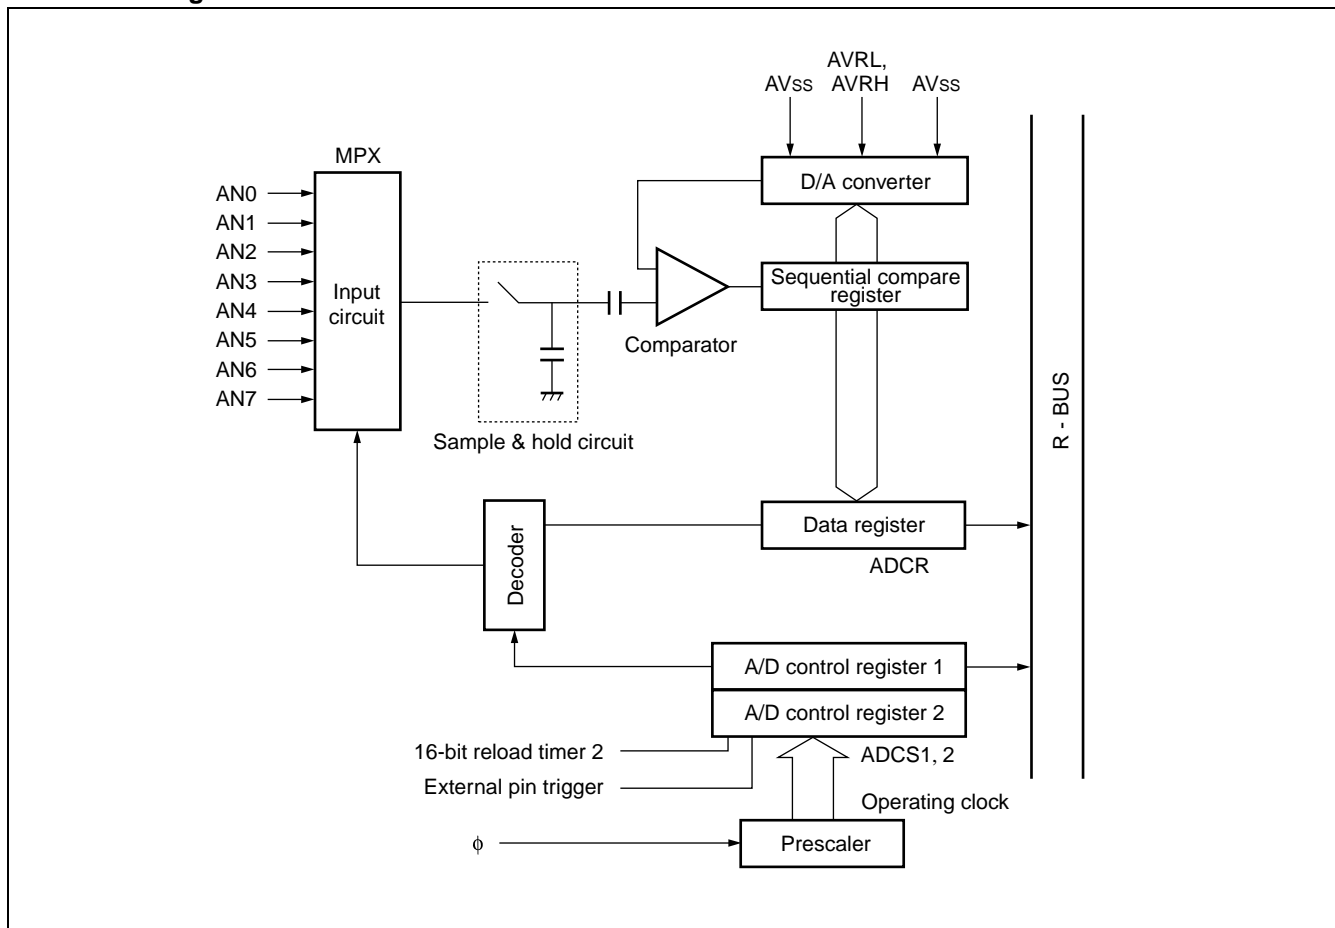 AVRL,
AVss AVRH AVss
MPX
D/A converter
AN0
AN1
AN2
AN3
AN4
AN5
AN6
AN7
Input
circuit
Sequential compare
register
Comparator
Sample & hold circuit
R - BUS
Data register
ADCR
Decoder
A/D control register 1
A/D control register 2
16-bit reload timer 2
ADCS1, 2
External pin trigger
Operating clock
ϕ
Prescaler